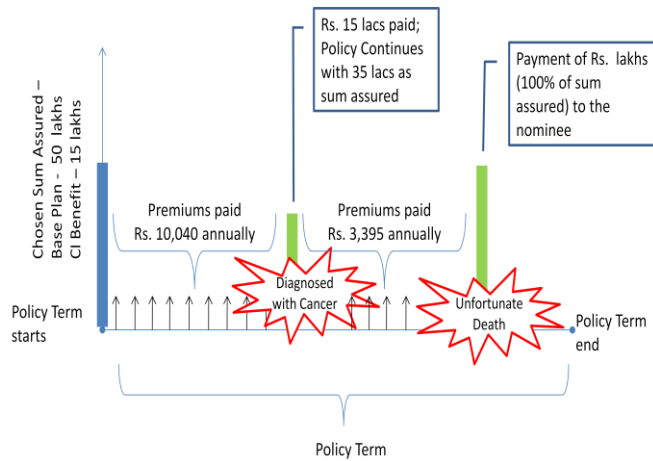 Chosen Sum Assured –
Base Plan - 50 lakhs
CI Benefit – 15 lakhs
Rs. 15 lacs paid;
Policy Continues
with 35 lacs as
sum assured
Payment of Rs. lakhs
(100% of sum
assured) to the
nominee
Premiums paid
Rs. 10,040 annually
Premiums paid
Rs. 3,395 annually
Diagnosed
with Cancer
Unfortunate
Death
Policy Term
starts
Policy Term
end
Policy Term